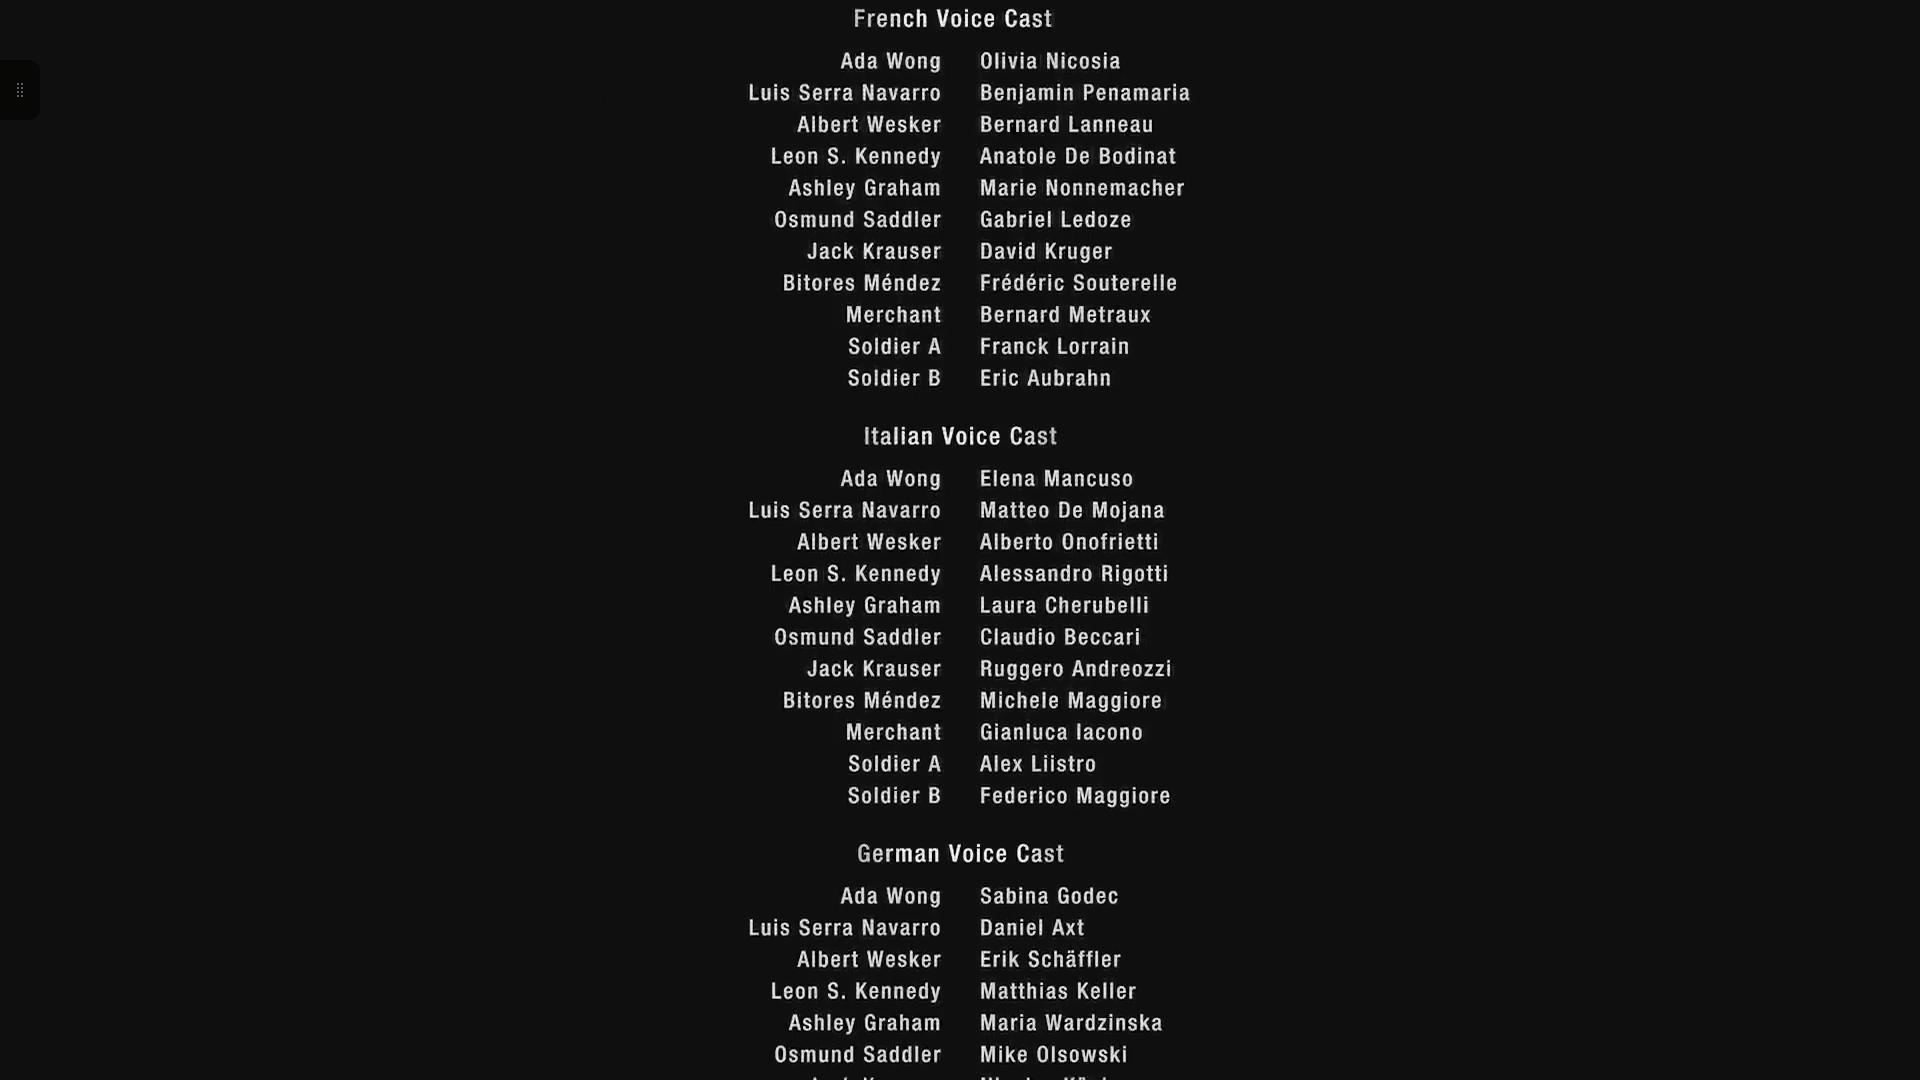 French Voice Cast
Ada Wong Olivia Nicosia
Luis Serra Navarro Benjamin Penamaria
Albert Wesker Bernard Lanneau
Leon S. Kennedy Anatole De Bodinat
Ashley Graham Marie Nonnemacher
Osmund Saddler Gabriel Ledoze
Jack Krauser David Kruger
Bitores Méndez Frédéric Souterelle
Merchant Bernard Metraux
Soldier A Franck Lorrain
Soldier B Eric Aubrahn
Italian Voice Cast
Ada Wong Elena Mancuso
Luis Serra Navarro Matteo De Mojana
Albert Wesker Alberto Onofrietti
Leon S. Kennedy Alessandro Rigotti
Ashley Graham Laura Cherubelli
Osmund Saddler Claudio Beccari
Jack Krauser Ruggero Andreozzi
Bitores Méndez Michele Maggiore
Merchant Gianluca Iacono
Soldier A Alex Liistro
Soldier B Federico Maggiore
German Voice Cast
Ada Wong Sabina Godec
Luis Serra Navarro Daniel Axt
Albert Wesker Erik Schäffler
Leon S. Kennedy Matthias Keller
Ashley Graham Maria Wardzinska
Osmund Saddler Mike Olsowski